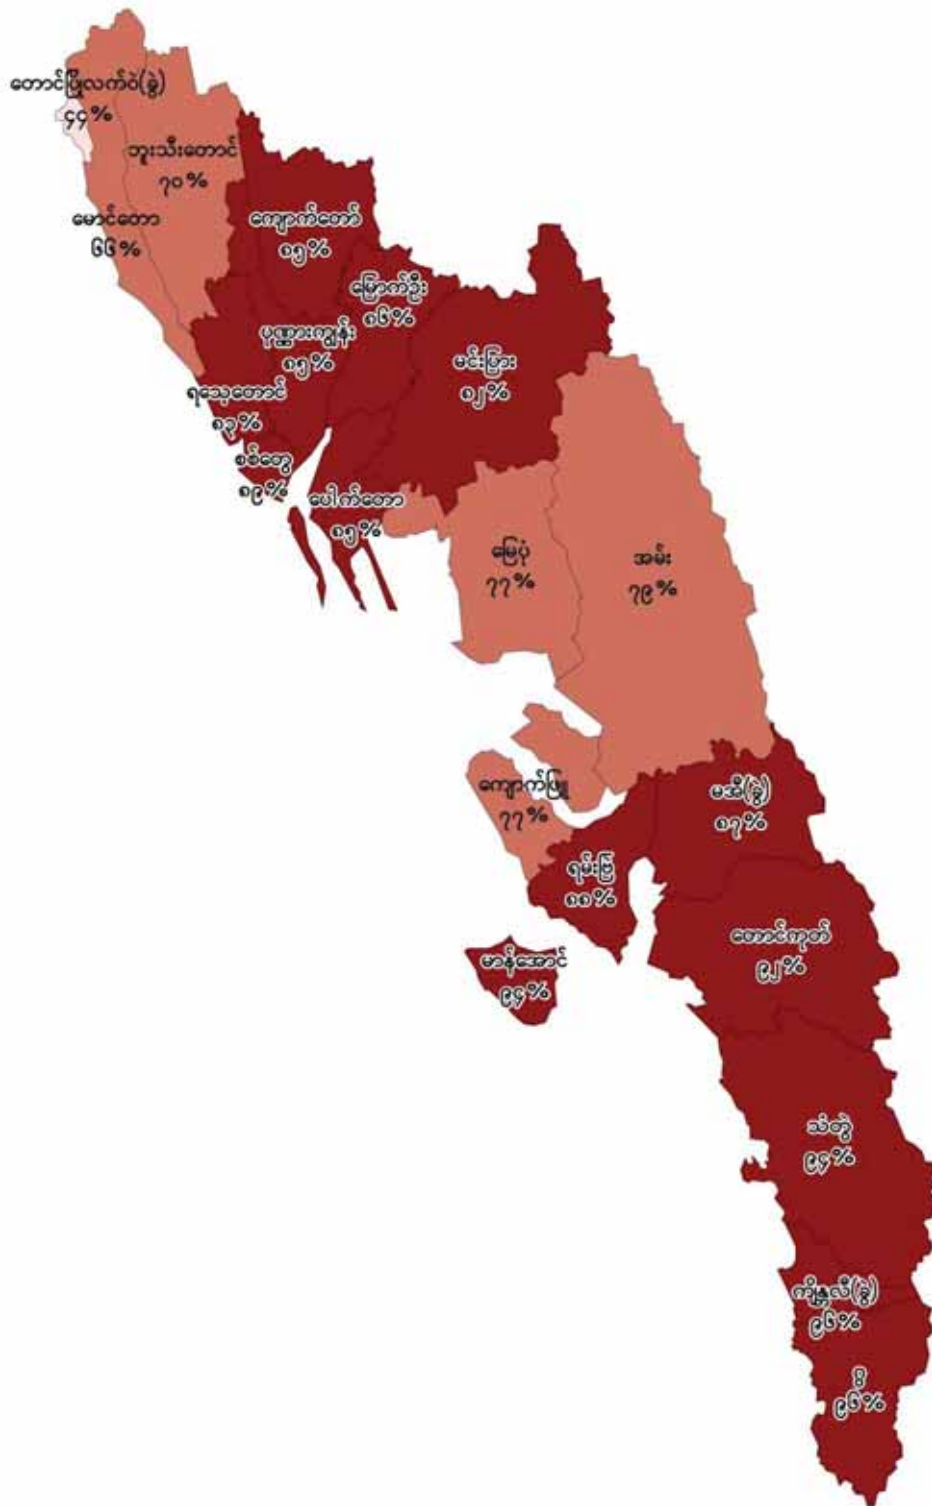 တောင်ပြိုလက်ဝဲ(ခွဲ)
၄၄%
ဘူးသီးတောင်
၇၀%
မောင်တော
၆၆%
ကျောက်တော်
၈၅%
မြောက်ဦး
၈၆%
ပုဏ္ဏားကျွန်း
၈၅%
မင်းပြား
၈၂%
ရသေ့တောင်
၈၃%
စစ်တွေ
၈၉%
ပေါက်တော
၈၅%
မြေပုံ
၇၇%
အမ်း
၇၉%
ကျောက်ဖြူ
၇၇%
မအီ(ခွဲ)
၈၇%
ရမ်းဗြဲ
၈၈%
တောင်ကုတ်
၉၂%
မာန်အောင်
၉၄%
သံတွဲ
၉၄%
ကျိန္တလီ(ခွဲ)
၉၆%
ဂွ
၉၆%